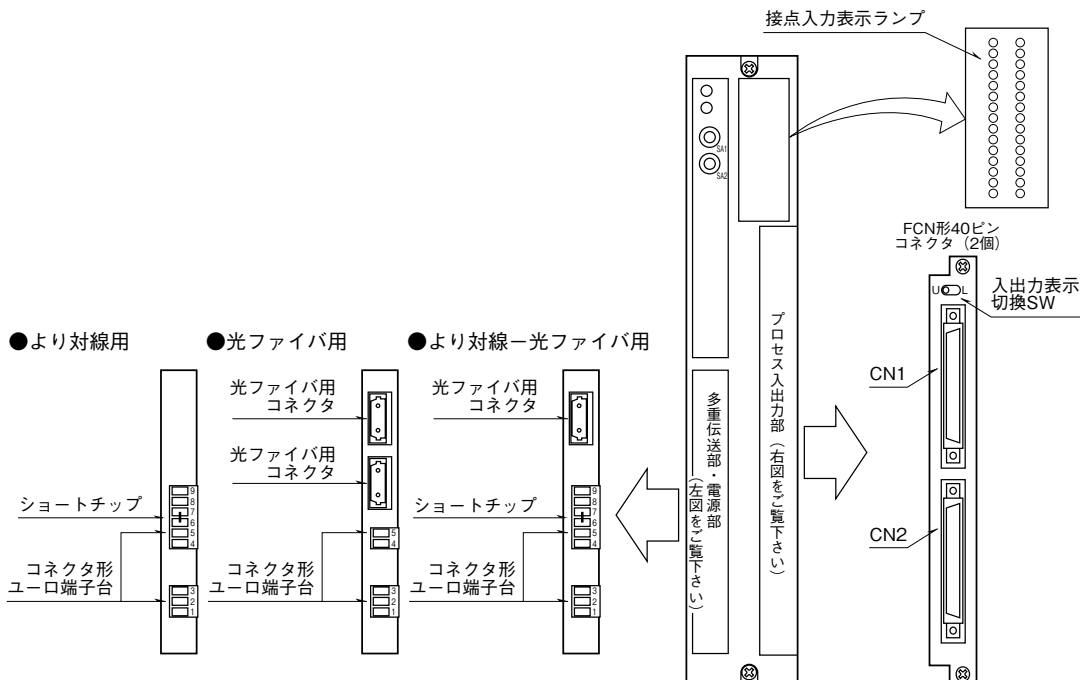 接点入力表示ランプ
SA1
SA2
FCN形40ピン
コネクタ（2個）
U
L
入出力表示
切換SW
CN1
CN2
プロセス入出力部（右図をご覧下さい）
多重伝送部・電源部
（左図をご覧下さい）
●より対線用
ショートチップ
コネクタ形
ユーロ端子台
9
8
7
6
5
4
3
2
1
●光ファイバ用
光ファイバ用
コネクタ
光ファイバ用
コネクタ
コネクタ形
ユーロ端子台
5
4
3
2
1
●より対線－光ファイバ用
光ファイバ用
コネクタ
ショートチップ
コネクタ形
ユーロ端子台
9
8
7
6
5
4
3
2
1